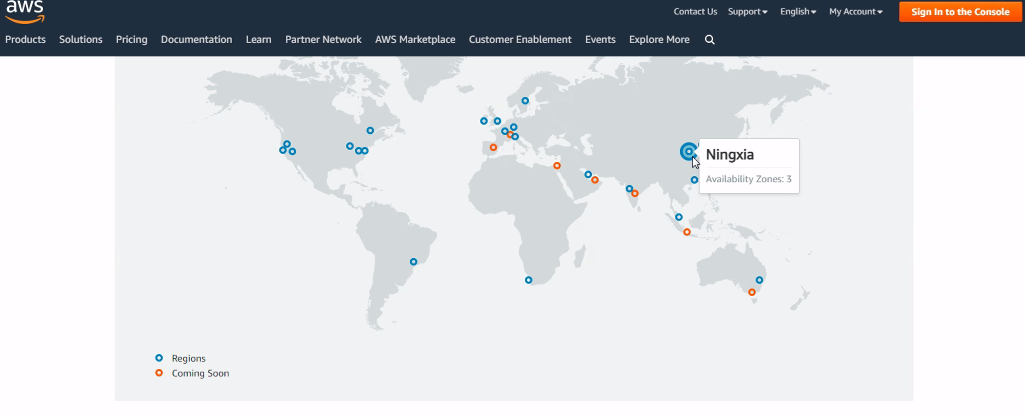 aws
Contact Us Support English My Account Sign In to the Console
Products Solutions Pricing Documentation Learn Partner Network AWS Marketplace Customer Enablement Events Explore More
Ningxia
Availability Zones: 3
Regions
Coming Soon